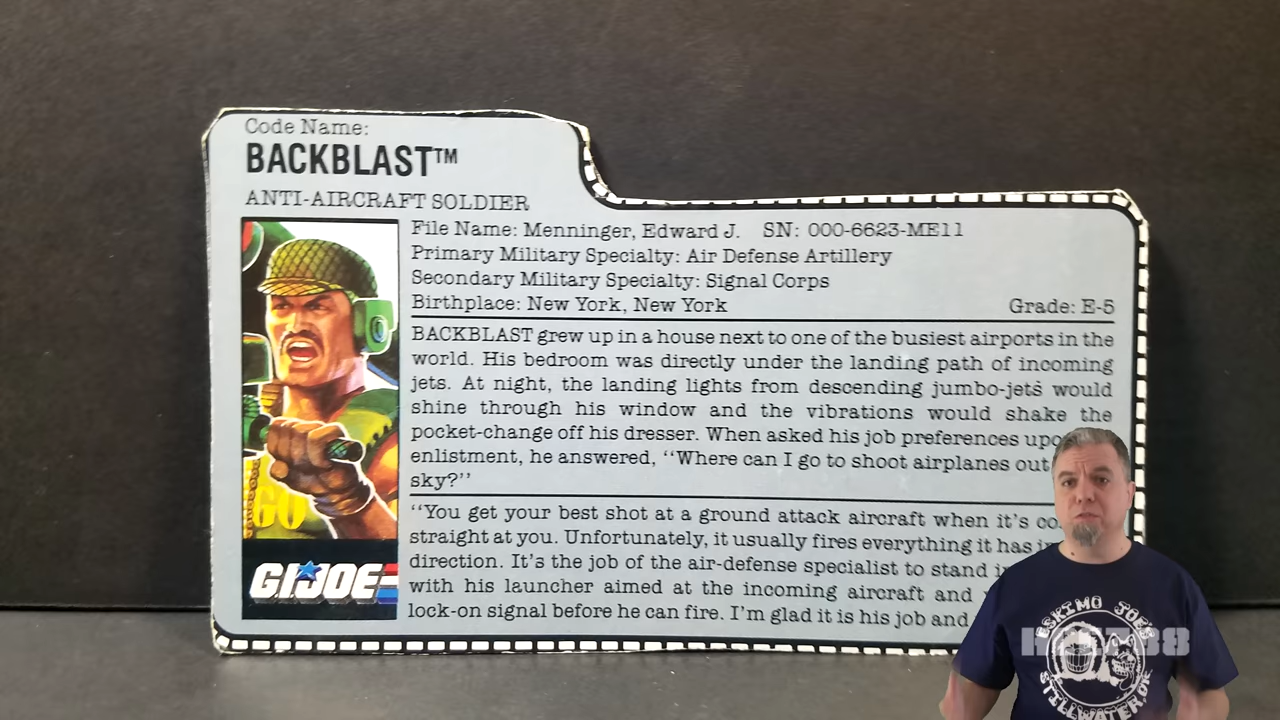 Code Name:
BACKBLAST™
ANTI-AIRCRAFT SOLDIER
File Name: Menninger, Edward J. SN: 000-6623-ME11
Primary Military Specialty: Air Defense Artillery
Secondary Military Specialty: Signal Corps
Birthplace: New York, New York Grade: E-5
BACKBLAST grew up in a house next to one of the busiest airports in the
world. His bedroom was directly under the landing path of incoming
jets. At night, the landing lights from descending jumbo-jets would
shine through his window and the vibrations would shake the
pocket-change off his dresser. When asked his job preferences upo
enlistment, he answered, "Where can I go to shoot airplanes out
sky?"
"You get your best shot at a ground attack aircraft when it's co
straight at you. Unfortunately, it usually fires everything it has i
direction. It's the job of the air-defense specialist to stand i
with his launcher aimed at the incoming aircraft and
lock-on signal before he can fire. I'm glad it is his job and
60
G.I. JOE
ESKIMO JOE'S
STILLWATER, OK